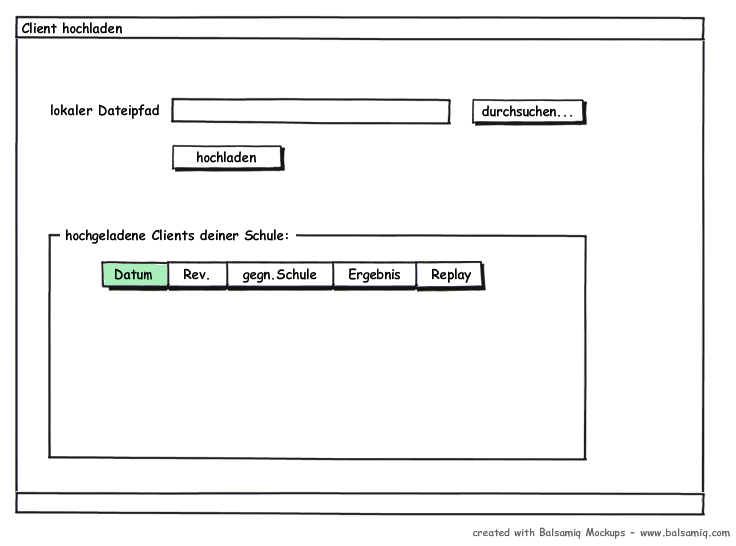 Client hochladen
lokaler Dateipfad durchsuchen...
hochladen
hochgeladene Clients deiner Schule:
Datum Rev. gegn.Schule Ergebnis Replay
created with Balsamiq Mockups - www.balsamiq.com